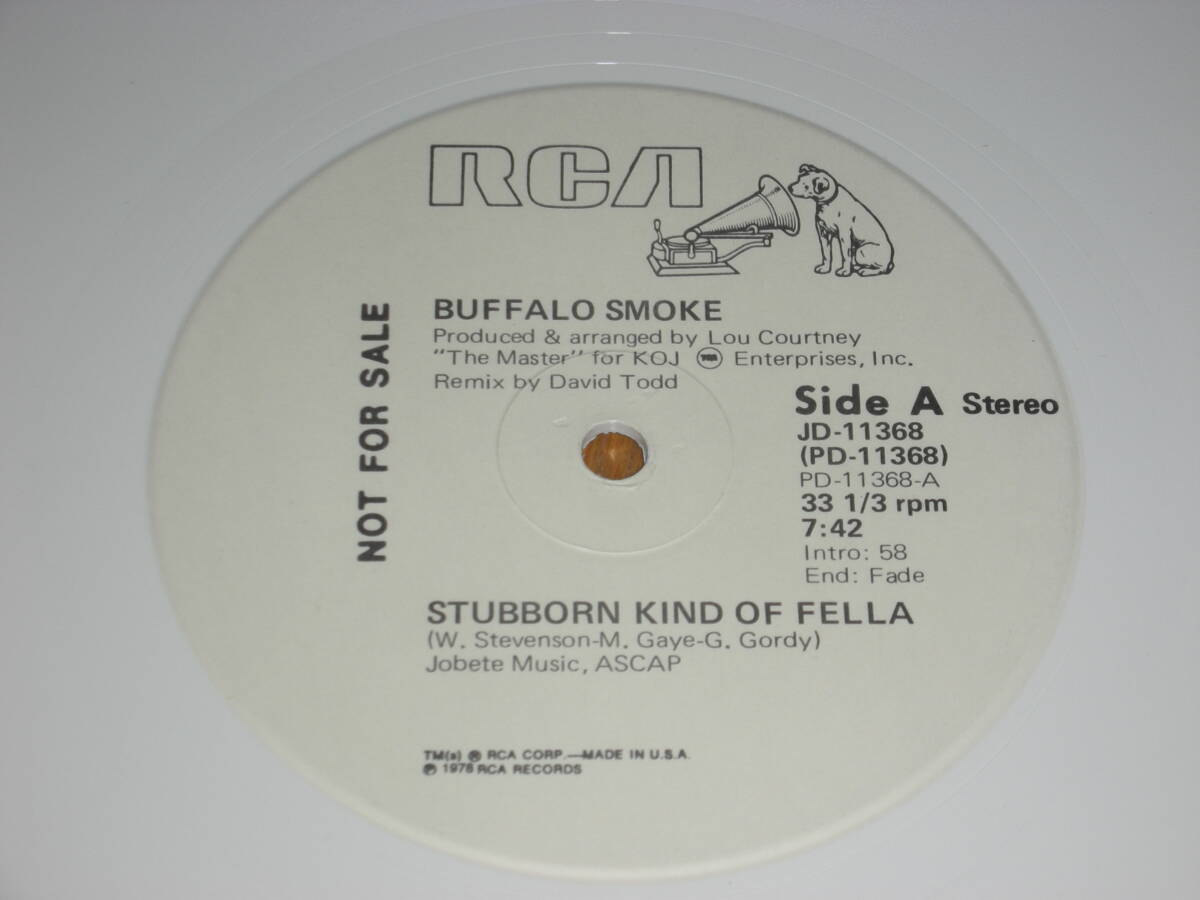 RCA
NOT FOR SALE
BUFFALO SMOKE
Produced & arranged by Lou Courtney
"The Master" for KOJ Enterprises, Inc.
Remix by David Todd
Side A Stereo
JD-11368
(PD-11368)
PD-11368-A
33 1/3 rpm
7:42
Intro: 58
End: Fade
STUBBORN KIND OF FELLA
(W. Stevenson-M. Gaye-G. Gordy)
Jobete Music, ASCAP
TM(s) ® RCA CORP.—MADE IN U.S.A.
℗ 1978 RCA RECORDS